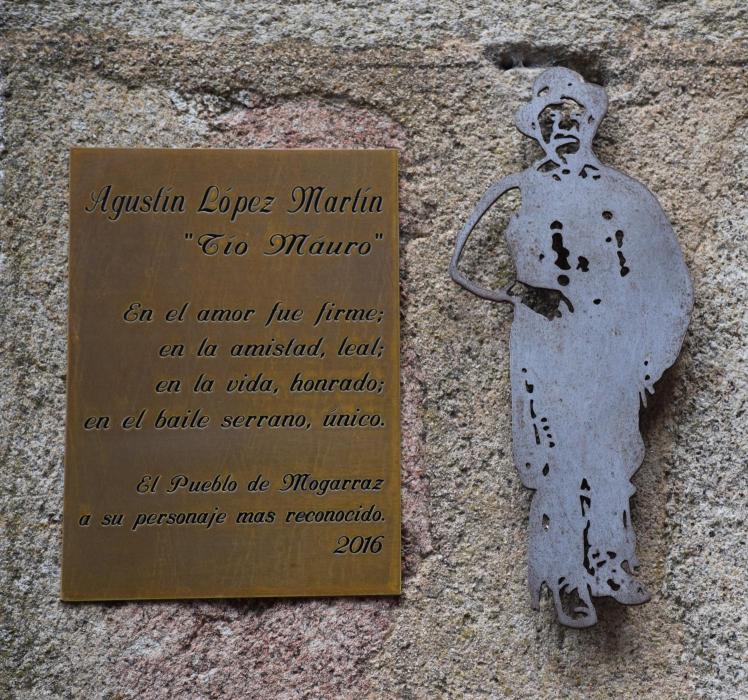 Agustín López Martín
"Tío Máuro"
En el amor fue firme;
en la amistad, leal;
en la vida, honrado;
en el baile serrano, único.
El Pueblo de Mogarraz
a su personaje mas reconocido.
2016